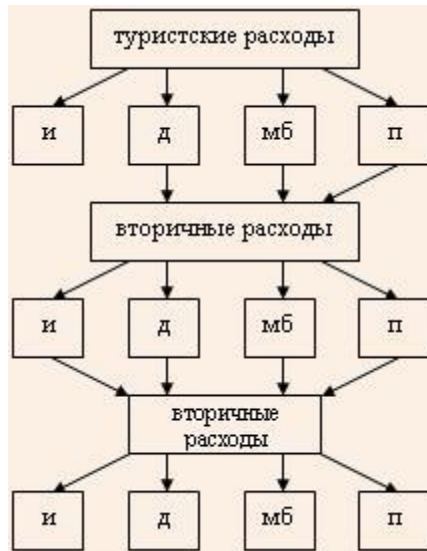 туристские расходы
и д мб п
вторичные расходы
и д мб п
вторичные
расходы
и д мб п